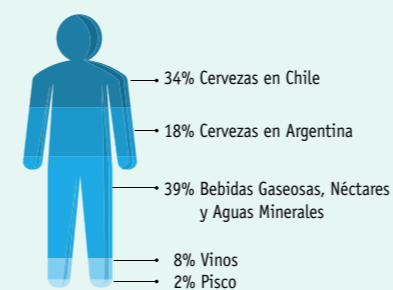 34% Cervezas en Chile
18% Cervezas en Argentina
39% Bebidas Gaseosas, Néctares
y Aguas Minerales
8% Vinos
2% Pisco